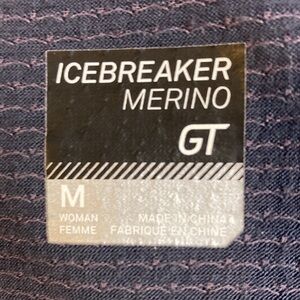 ICEBREAKER
MERINO
GT
M
WOMAN
FEMME
MADE IN CHINA
FABRIQUÉ EN CHINE